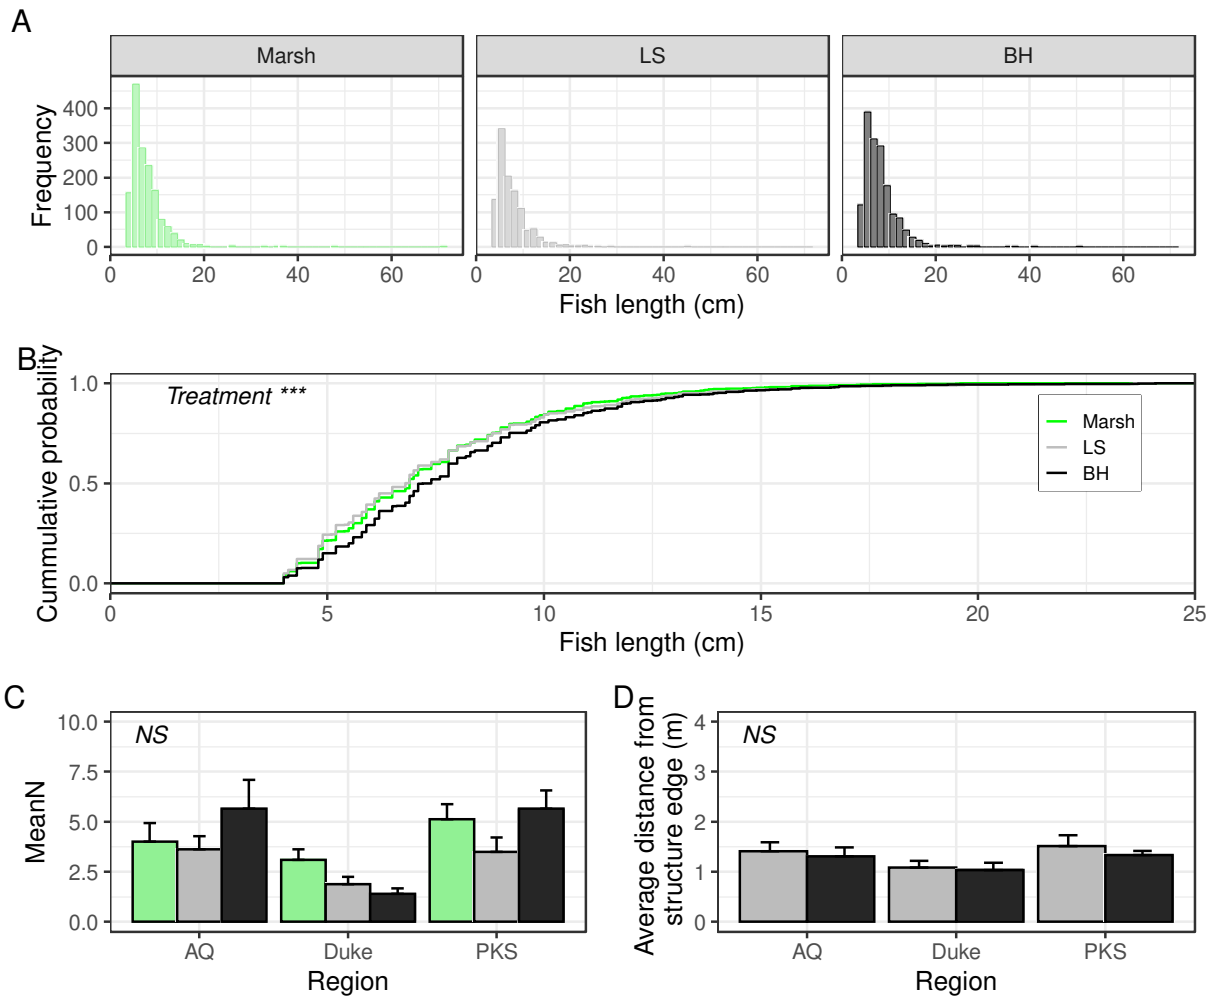 A
Marsh
LS
BH
Frequency
400
300
200
100
0
0 20 40 60
0 20 40 60
0 20 40 60
Fish length (cm)
B
Cummulative probability
Treatment ***
1.0
0.5
0.0
Marsh
LS
BH
0 5 10 15 20 25
Fish length (cm)
C
MeanN
NS
10.0
7.5
5.0
2.5
0.0
AQ Duke PKS
Region
D
Average distance from
structure edge (m)
NS
4
3
2
1
0
AQ Duke PKS
Region